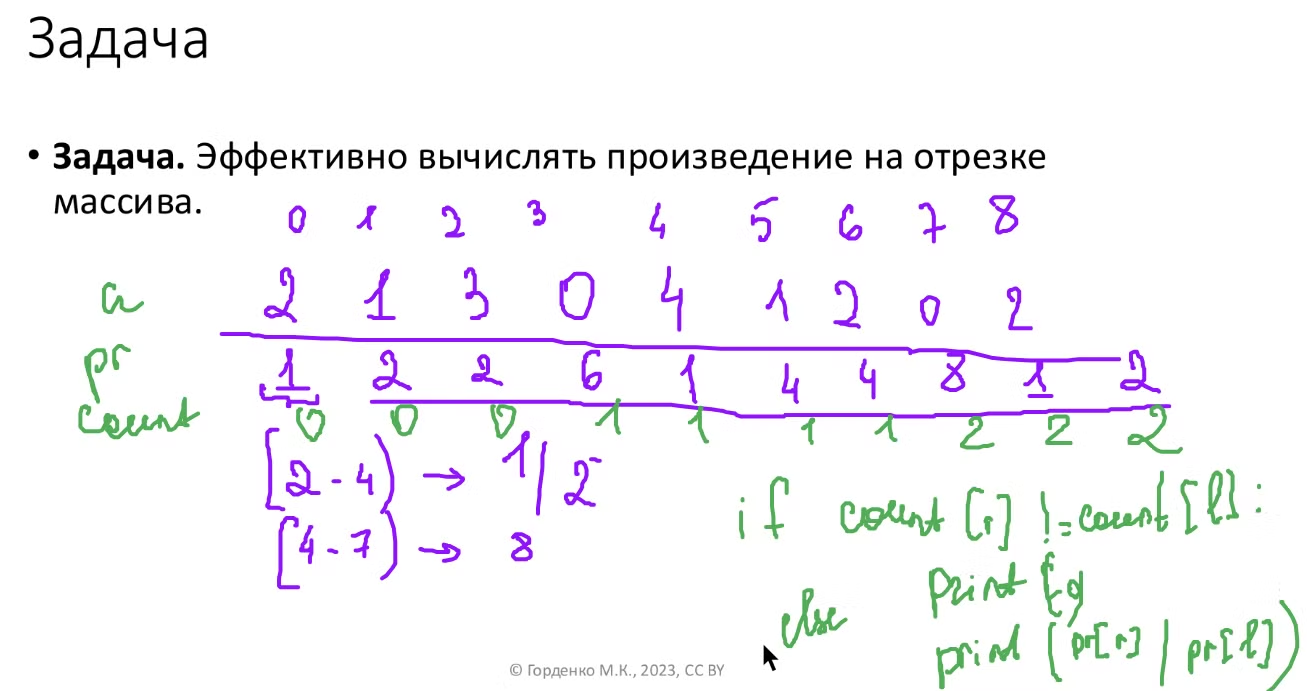 Задача
• Задача. Эффективно вычислять произведение на отрезке
массива.
0 1 2 3 4 5 6 7 8
a 2 1 3 0 4 1 2 0 2
pr 1 2 2 6 1 4 4 8 1 2
count 0 0 0 1 1 1 1 2 2 2
[2-4) → 1/2
[4-7) → 8
if count [r] != count [l]:
print (0)
else print (pr[r] / pr[l])
© Горденко М.К., 2023, CC BY